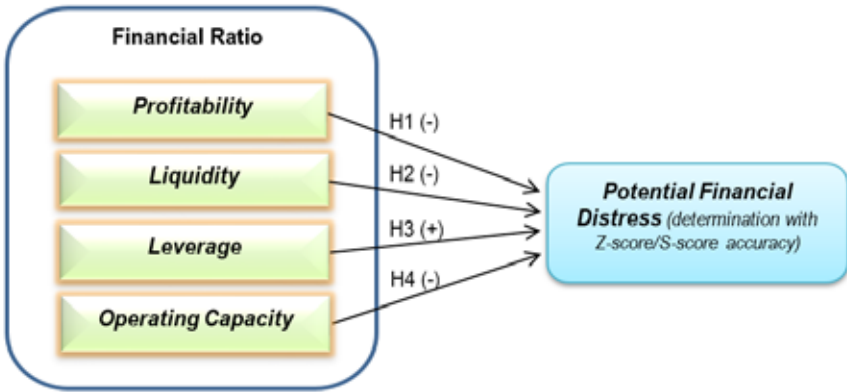 Financial Ratio
Profitability
Liquidity
Leverage
Operating Capacity
H1 (-)
H2 (-)
H3 (+)
H4 (-)
Potential Financial
Distress (determination with
Z-score/S-score accuracy)